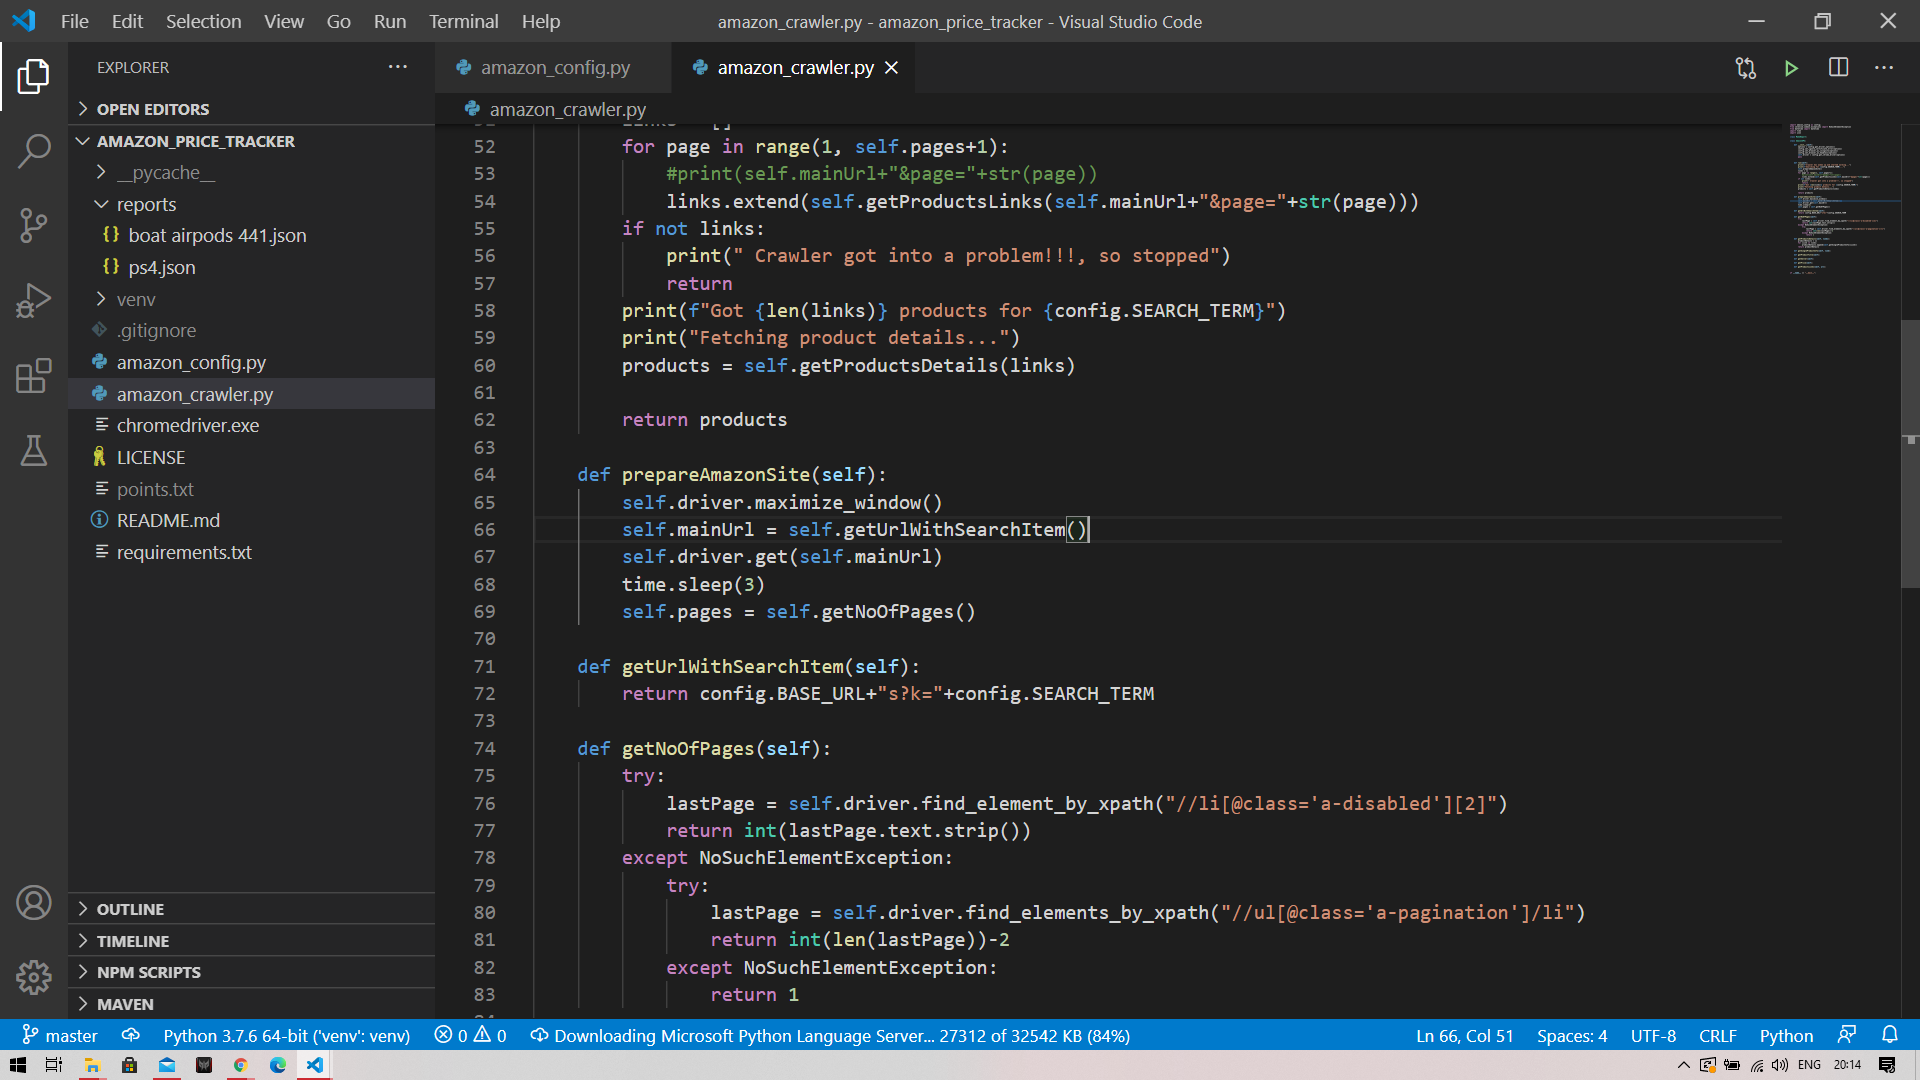 File Edit Selection View Go Run Terminal Help
amazon_crawler.py - amazon_price_tracker - Visual Studio Code
EXPLORER
OPEN EDITORS
AMAZON_PRICE_TRACKER
__pycache__
reports
{} boat airpods 441.json
{} ps4.json
venv
.gitignore
amazon_config.py
amazon_crawler.py
chromedriver.exe
LICENSE
points.txt
README.md
requirements.txt
OUTLINE
TIMELINE
NPM SCRIPTS
MAVEN
amazon_config.py
amazon_crawler.py
amazon_crawler.py
52 for page in range(1, self.pages+1):
53 #print(self.mainUrl+"&page="+str(page))
54 links.extend(self.getProductsLinks(self.mainUrl+"&page="+str(page)))
55 if not links:
56 print(" Crawler got into a problem!!!, so stopped")
57 return
58 print(f"Got {len(links)} products for {config.SEARCH_TERM}")
59 print("Fetching product details...")
60 products = self.getProductsDetails(links)
61
62 return products
63
64 def prepareAmazonSite(self):
65 self.driver.maximize_window()
66 self.mainUrl = self.getUrlWithSearchItem()
67 self.driver.get(self.mainUrl)
68 time.sleep(3)
69 self.pages = self.getNoOfPages()
70
71 def getUrlWithSearchItem(self):
72 return config.BASE_URL+"s?k="+config.SEARCH_TERM
73
74 def getNoOfPages(self):
75 try:
76 lastPage = self.driver.find_element_by_xpath("//li[@class='a-disabled'][2]")
77 return int(lastPage.text.strip())
78 except NoSuchElementException:
79 try:
80 lastPage = self.driver.find_elements_by_xpath("//ul[@class='a-pagination']/li")
81 return int(len(lastPage))-2
82 except NoSuchElementException:
83 return 1
master Python 3.7.6 64-bit ('venv': venv) 0 0 Downloading Microsoft Python Language Server... 27312 of 32542 KB (84%) Ln 66, Col 51 Spaces: 4 UTF-8 CRLF Python
ENG 20:14